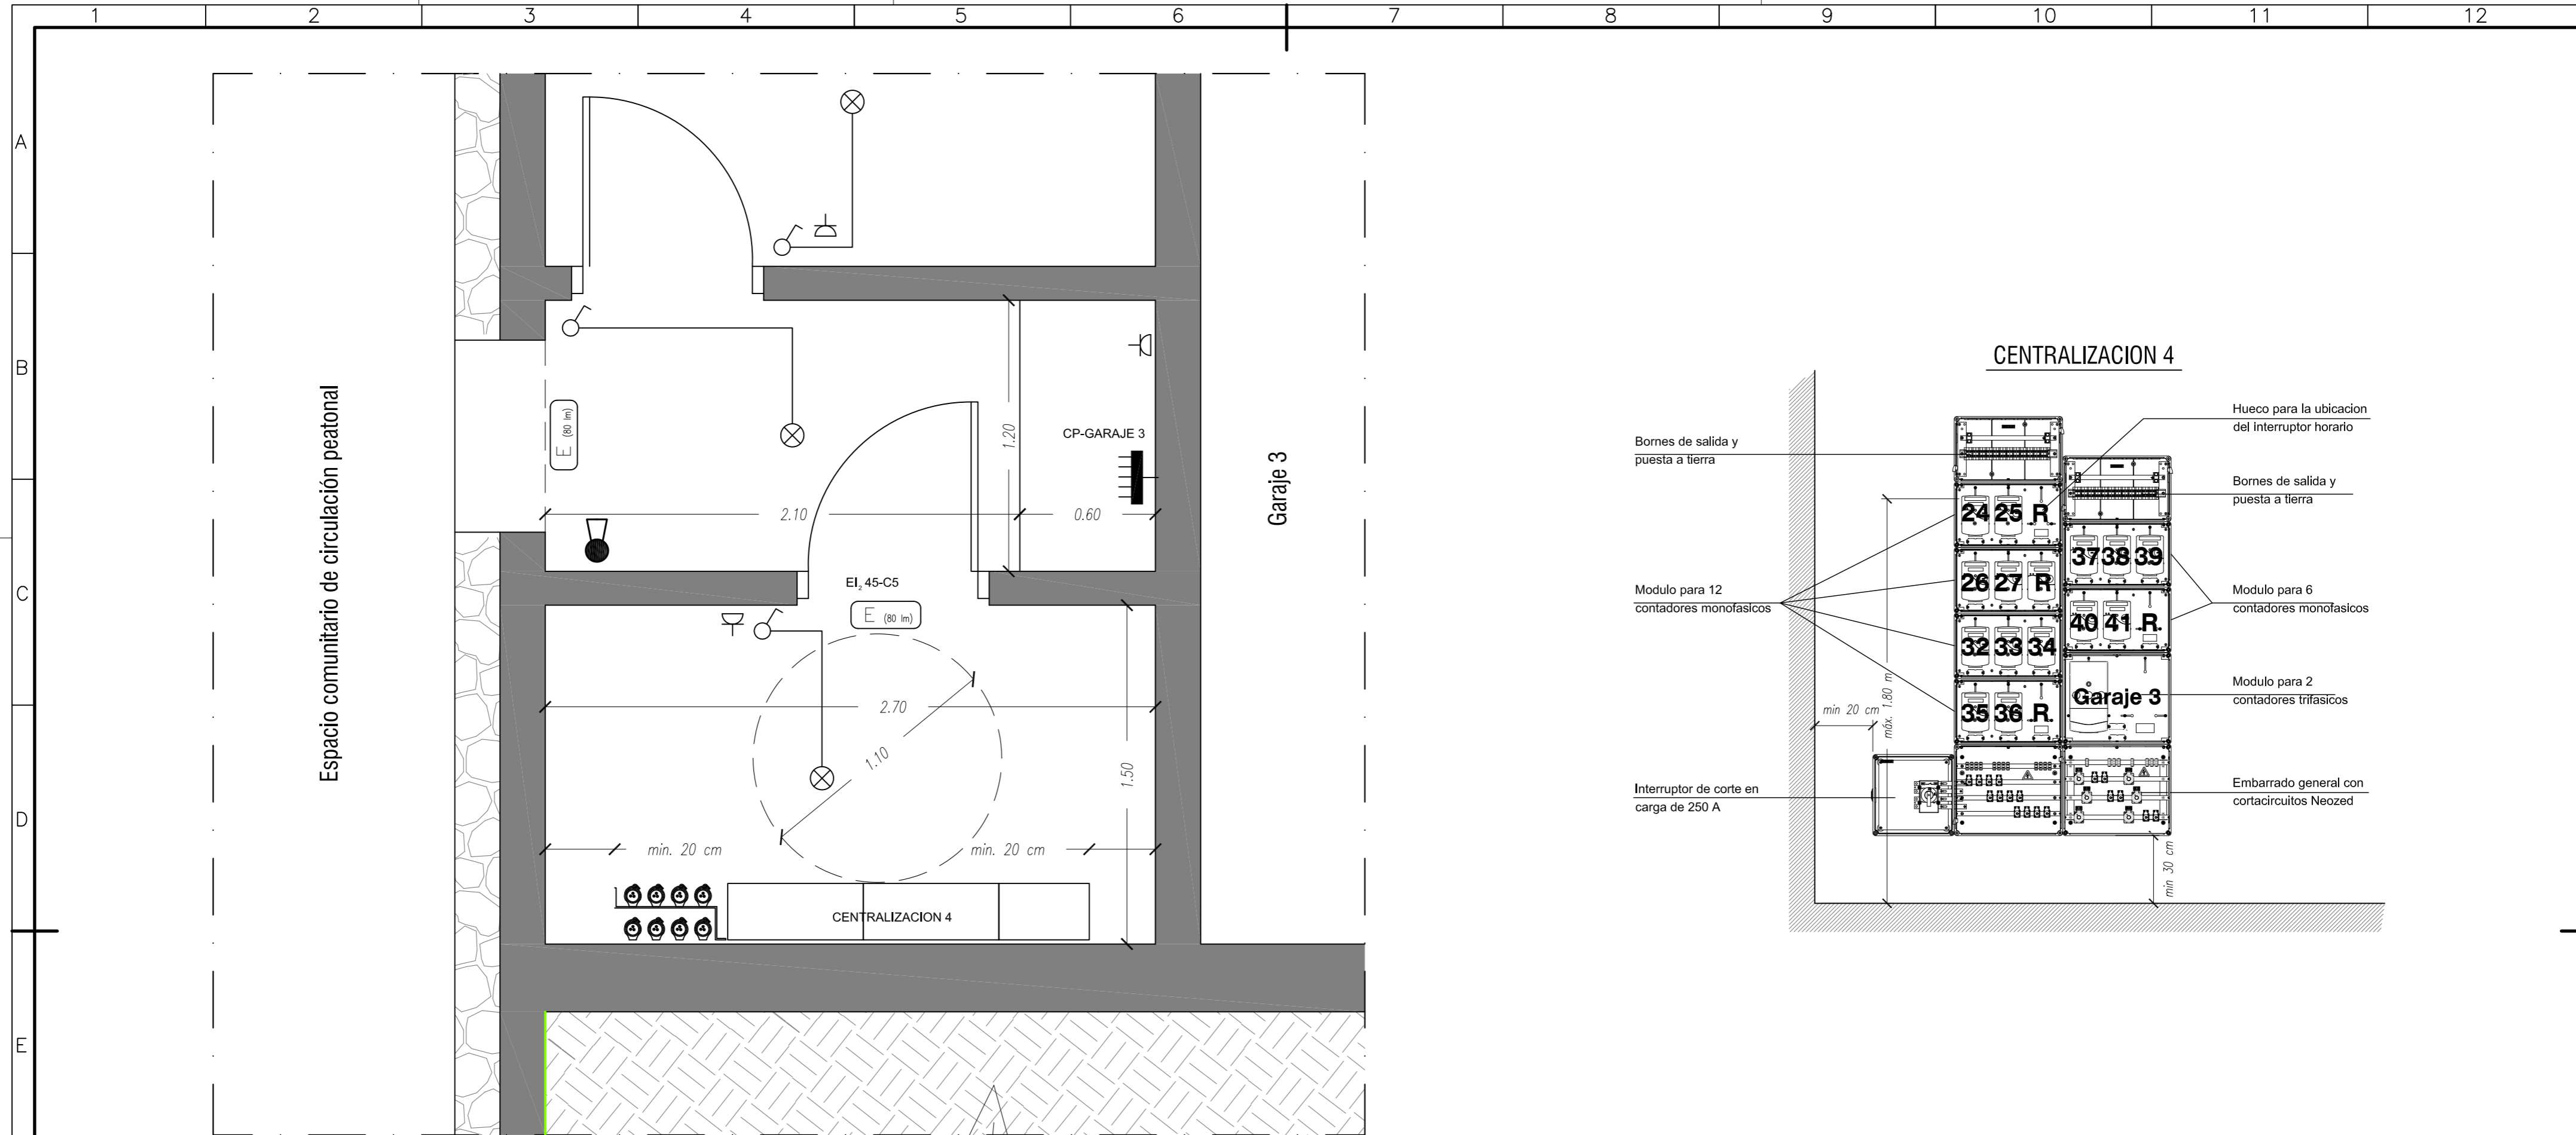 1 2 3 4 5 6 7 8 9 10 11 12
A
B
C
D
E
Espacio comunitario de circulación peatonal
E (80 lm)
1.20
CP-GARAJE 3
2.10
0.60
Garaje 3
EI2 45-C5
E (80 lm)
2.70
1.10
1.50
min. 20 cm
min. 20 cm
CENTRALIZACION 4
CENTRALIZACION 4
Bornes de salida y
puesta a tierra
Modulo para 12
contadores monofasicos
Interruptor de corte en
carga de 250 A
min 20 cm
máx. 1.80 m
24 25 R
26 27 R
32 33 34
35 36 R
37 38 39
40 41 R
Garaje 3
Hueco para la ubicacion
del interruptor horario
Bornes de salida y
puesta a tierra
Modulo para 6
contadores monofasicos
Modulo para 2
contadores trifasicos
Embarrado general con
cortacircuitos Neozed
min 30 cm